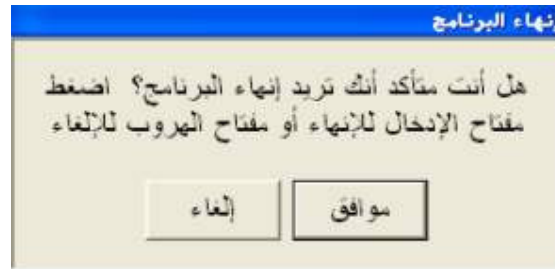 إنهاء البرنامج
هل أنت متأكد أنك تريد إنهاء البرنامج؟ اضغط
مفتاح الإدخال للإنهاء أو مفتاح الهروب للإلغاء
موافق
إلغاء